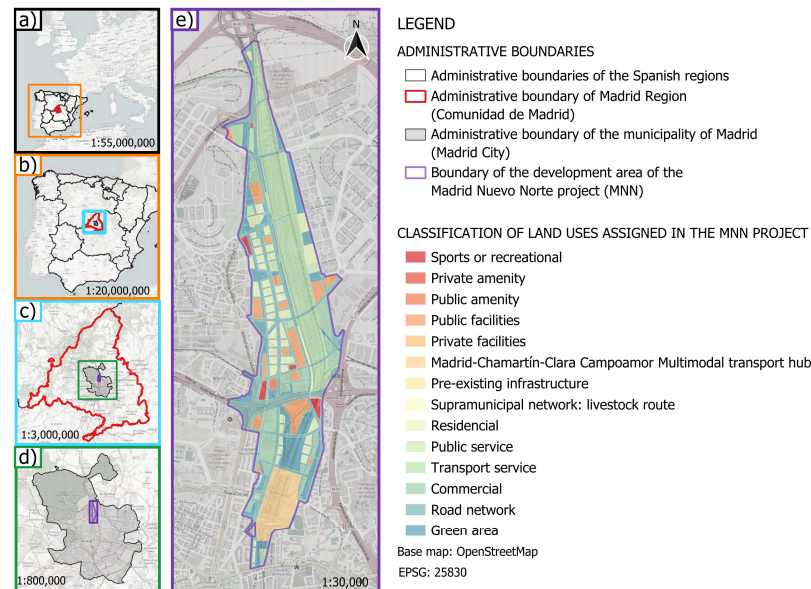 a)
1:55,000,000
b)
1:20,000,000
c)
1:3,000,000
d)
1:800,000
e)
N
1:30,000
LEGEND
ADMINISTRATIVE BOUNDARIES
Administrative boundaries of the Spanish regions
Administrative boundary of Madrid Region
(Comunidad de Madrid)
Administrative boundary of the municipality of Madrid
(Madrid City)
Boundary of the development area of the
Madrid Nuevo Norte project (MNN)
CLASSIFICATION OF LAND USES ASSIGNED IN THE MNN PROJECT
Sports or recreational
Private amenity
Public amenity
Public facilities
Private facilities
Madrid-Chamartín-Clara Campoamor Multimodal transport hub
Pre-existing infrastructure
Supramunicipal network: livestock route
Residencial
Public service
Transport service
Commercial
Road network
Green area
Base map: OpenStreetMap
EPSG: 25830